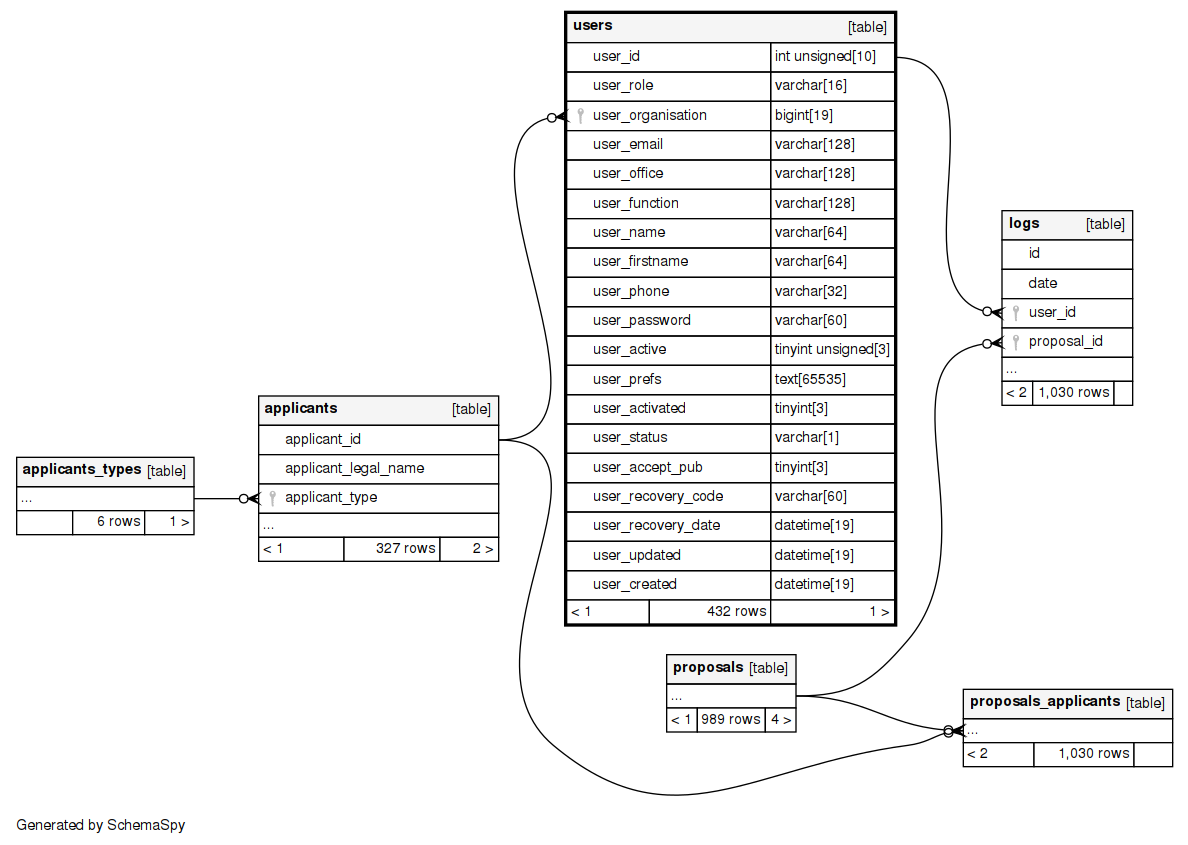 users [table]
user_id int unsigned[10]
user_role varchar[16]
user_organisation bigint[19]
user_email varchar[128]
user_office varchar[128]
user_function varchar[128]
user_name varchar[64]
user_firstname varchar[64]
user_phone varchar[32]
user_password varchar[60]
user_active tinyint unsigned[3]
user_prefs text[65535]
user_activated tinyint[3]
user_status varchar[1]
user_accept_pub tinyint[3]
user_recovery_code varchar[60]
user_recovery_date datetime[19]
user_updated datetime[19]
user_created datetime[19]
< 1 432 rows 1 >
logs [table]
id
date
user_id
proposal_id
...
< 2 1,030 rows
applicants [table]
applicant_id
applicant_legal_name
applicant_type
...
< 1 327 rows 2 >
applicants_types [table]
...
6 rows 1 >
proposals [table]
...
< 1 989 rows 4 >
proposals_applicants [table]
...
< 2 1,030 rows
Generated by SchemaSpy